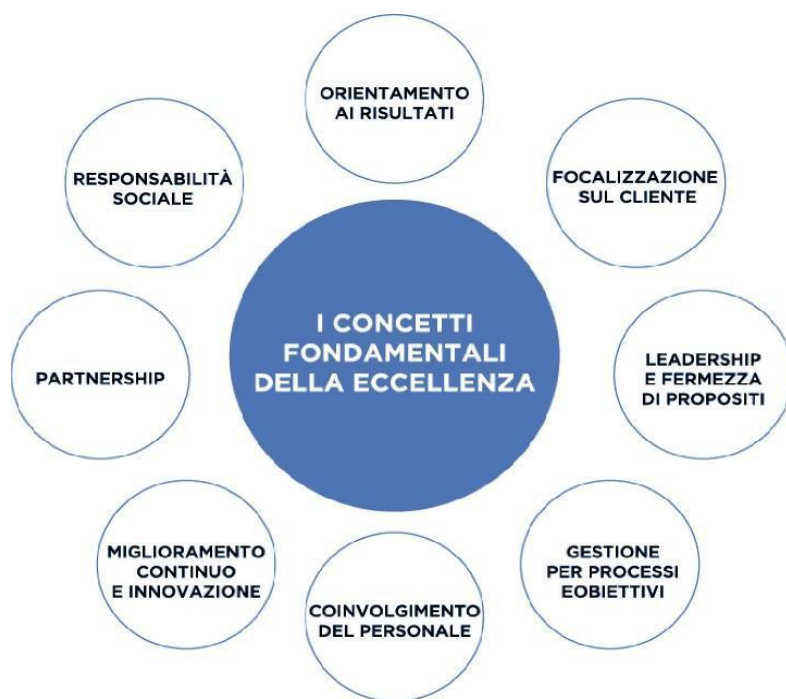 ORIENTAMENTO
AI RISULTATI
FOCALIZZAZIONE
SUL CLIENTE
LEADERSHIP
E FERMEZZA
DI PROPOSITI
GESTIONE
PER PROCESSI
EOBIETTIVI
COINVOLGIMENTO
DEL PERSONALE
MIGLIORAMENTO
CONTINUO
E INNOVAZIONE
PARTNERSHIP
RESPONSABILITÀ
SOCIALE
I CONCETTI
FONDAMENTALI
DELLA ECCELLENZA